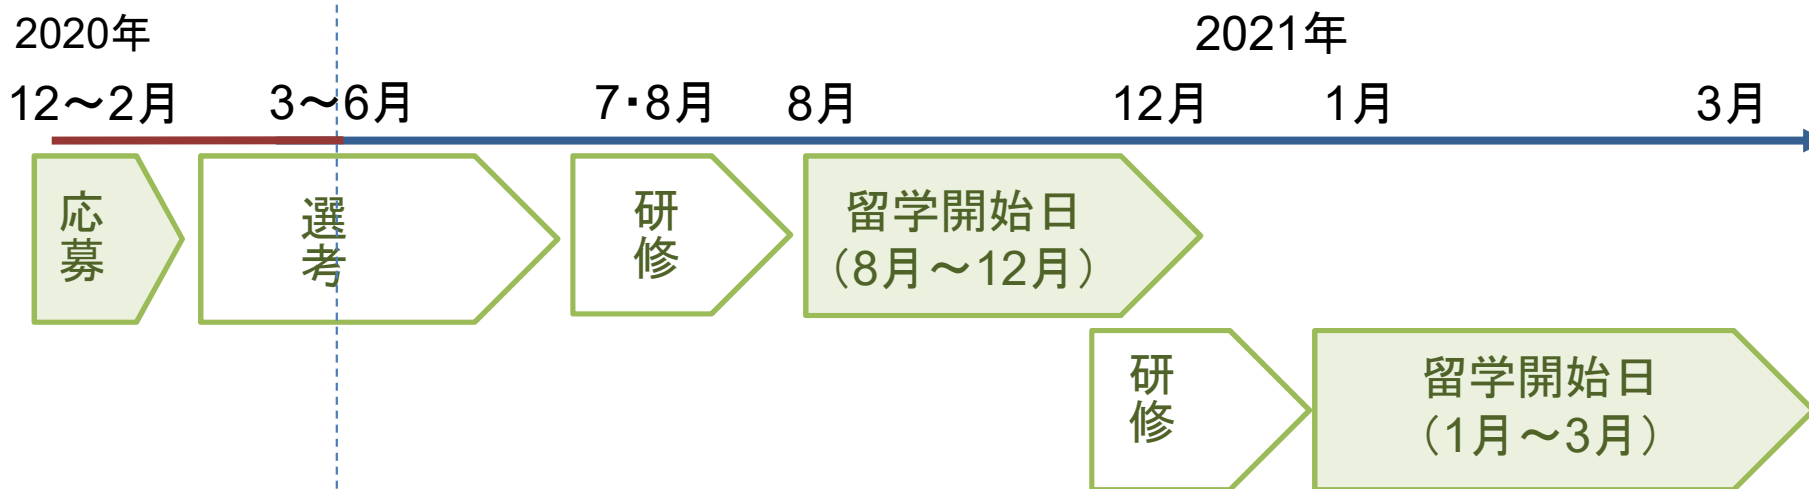 2020年
2021年
12～2月
3～6月
7・8月
8月
12月
1月
3月
応募
選考
研修
留学開始日
（8月～12月）
研修
留学開始日
（1月～3月）